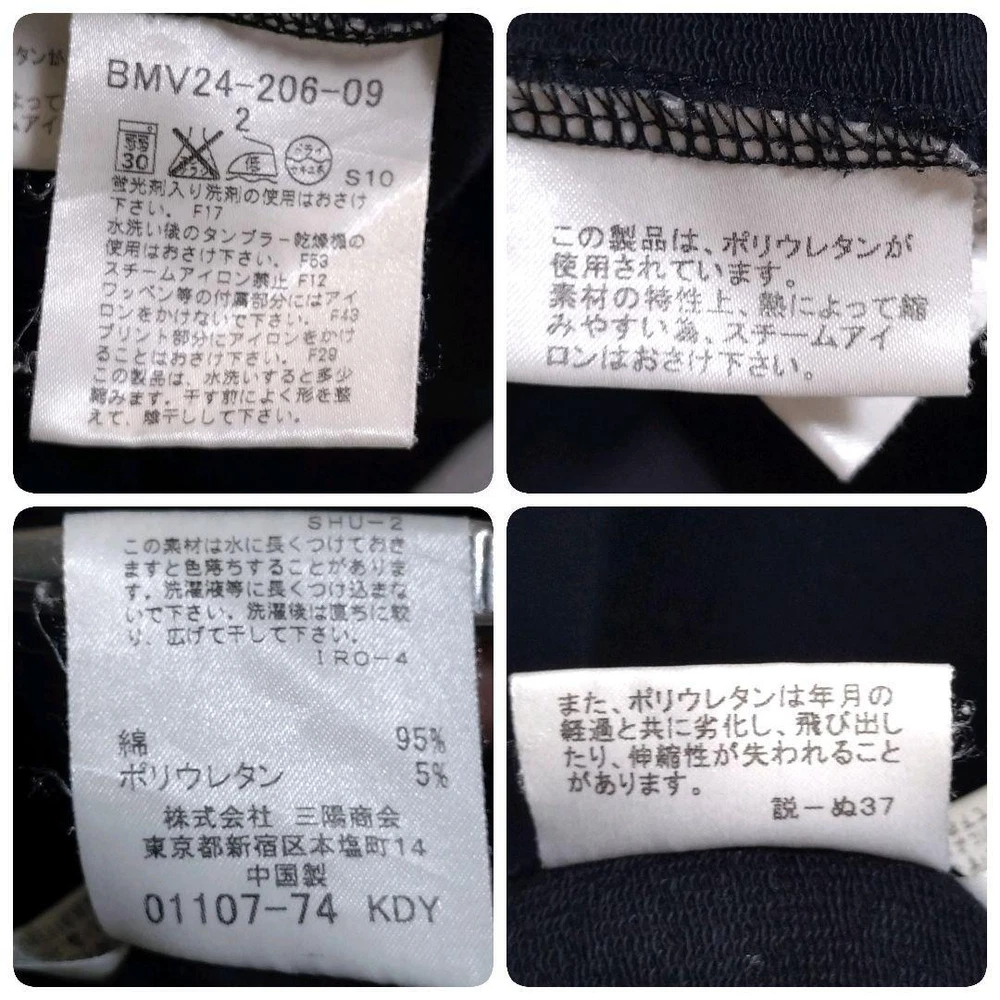 タンが
よって
ムアイ
BMV24-206-09
2
30
低
ドライ
S10
蛍光剤入り洗剤の使用はおさけ
下さい。 F17
水洗い後のタンブラー乾燥機の
使用はおさけ下さい。 F63
スチームアイロン禁止 F12
ワッペン等の付属部分にはアイ
ロンをかけないで下さい。 F43
プリント部分にアイロンをかけ
ることはおさけ下さい。 F29
この製品は、水洗いすると多少
縮みます。干す前によく形を整
えて、陰干しして下さい。
この製品は、ポリウレタンが
使用されています。
素材の特性上、熱によって縮
みやすい為、スチームアイ
ロンはおさけ下さい。
SHU-2
この素材は水に長くつけておき
ますと色落ちすることがありま
す。洗濯液等に長くつけ込まな
いで下さい。洗濯後は直ちに絞
り、広げて干して下さい。
IRO-4
綿 95%
ポリウレタン 5%
株式会社 三陽商会
東京都新宿区本塩町14
中国製
01107-74 KDY
また、ポリウレタンは年月の
経過と共に劣化し、飛び出し
たり、伸縮性が失われること
があります。
説-ぬ37